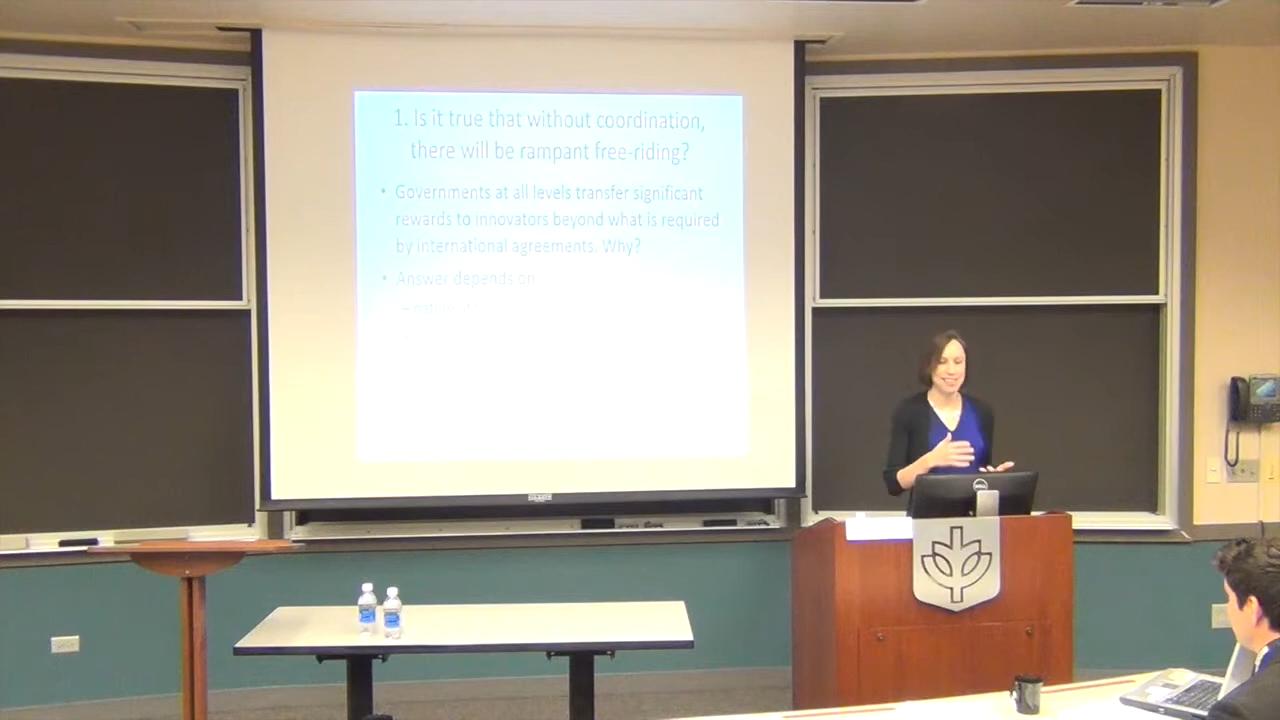 1. Is it true that without coordination,
there will be rampant free-riding?
• Governments at all levels transfer significant
rewards to innovators beyond what is required
by international agreements. Why?
• Answer depends on
DELL